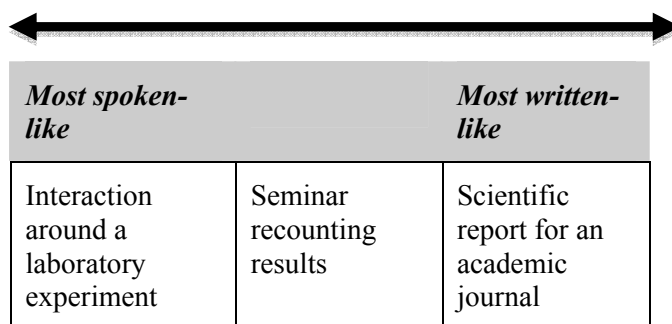 Most spoken-
like
Most written-
like
Interaction
around a
laboratory
experiment
Seminar
recounting
results
Scientific
report for an
academic
journal